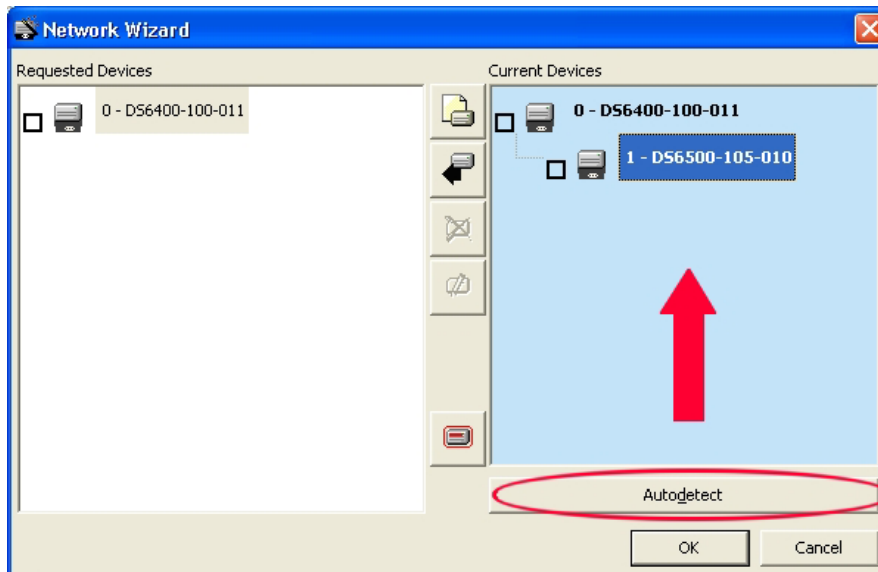 Network Wizard
Requested Devices
0 - DS6400-100-011
Current Devices
0 - DS6400-100-011
1 - DS6500-105-010
Autodetect
OK
Cancel